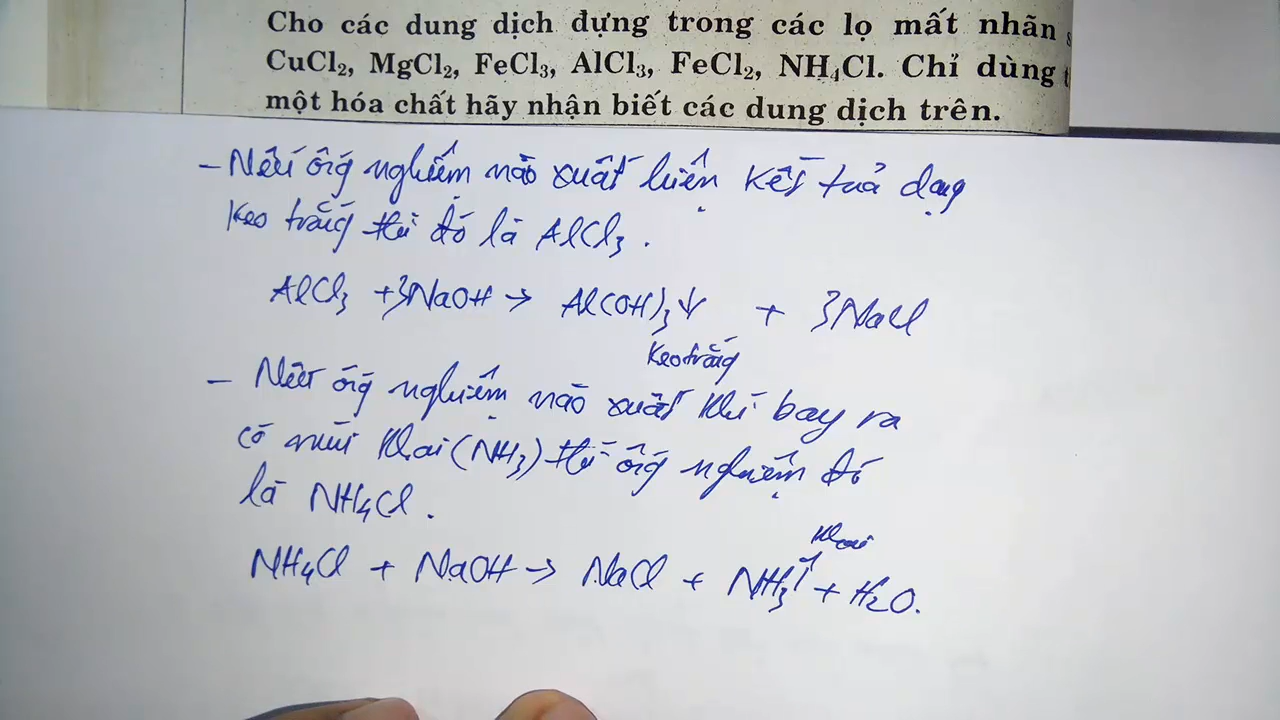 Cho các dung dịch đựng trong các lọ mất nhãn
CuCl₂, MgCl₂, FeCl₃, AlCl₃, FeCl₂, NH₄Cl. Chỉ dùng
một hóa chất hãy nhận biết các dung dịch trên.
- Nếu ống nghiệm nào xuất hiện kết tủa dạng
keo trắng thì đó là AlCl₃.
AlCl₃ + 3NaOH → Al(OH)₃↓ + 3NaCl
keo trắng
- Nếu ống nghiệm nào xuất khí bay ra
có mùi khai (NH₃) thì ống nghiệm đó
là NH₄Cl.
khai
NH₄Cl + NaOH → NaCl + NH₃↑ + H₂O.